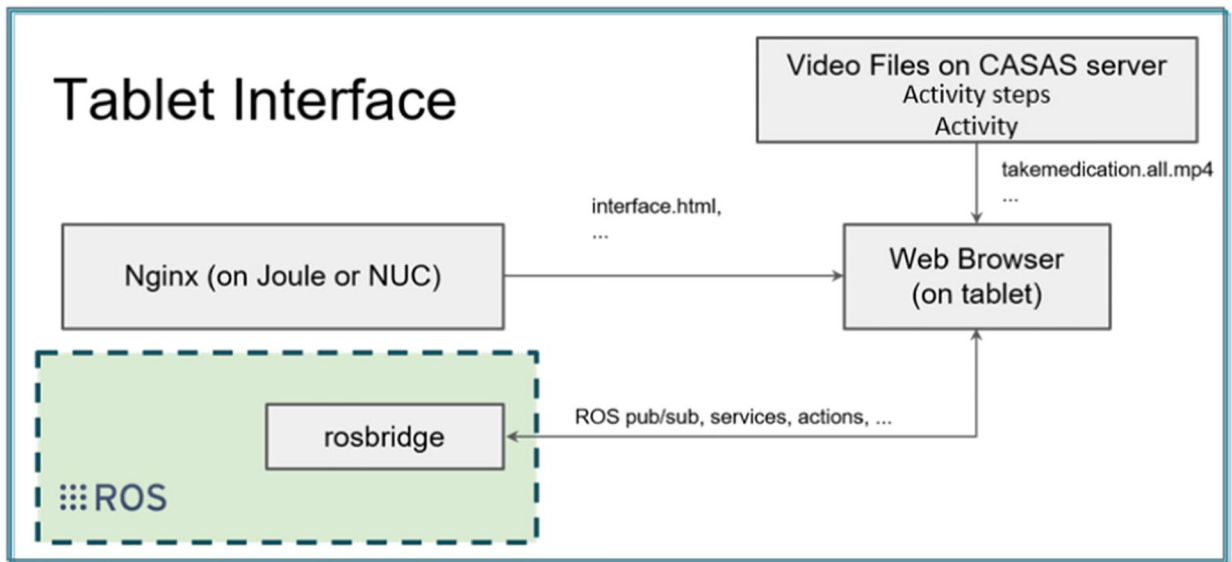 Tablet Interface
Video Files on CASAS server
Activity steps
Activity
takemedication.all.mp4
...
interface.html,
...
Nginx (on Joule or NUC)
Web Browser
(on tablet)
ROS pub/sub, services, actions, ...
rosbridge
ROS